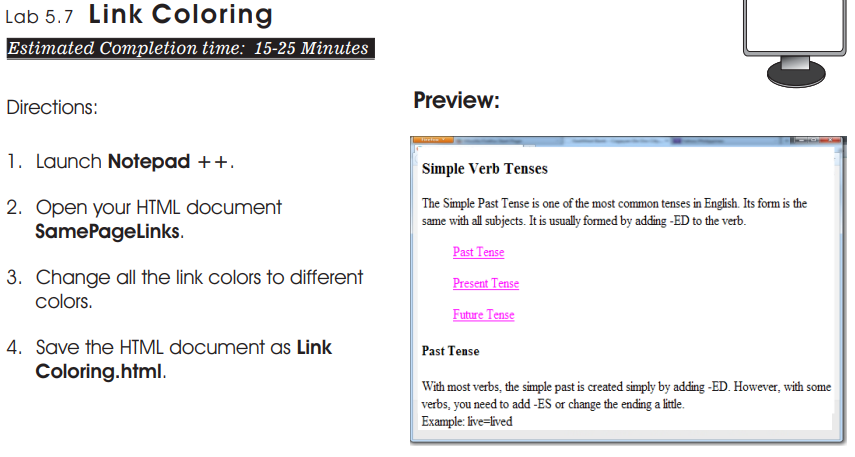 Lab 5.7 Link Coloring
Estimated Completion time: 15-25 Minutes
Directions:
1. Launch Notepad ++.
2. Open your HTML document
SamePageLinks.
3. Change all the link colors to different
colors.
4. Save the HTML document as Link
Coloring.html.
Preview:
Simple Verb Tenses
The Simple Past Tense is one of the most common tenses in English. Its form is the
same with all subjects. It is usually formed by adding -ED to the verb.
Past Tense
Present Tense
Future Tense
Past Tense
With most verbs, the simple past is created simply by adding -ED. However, with some
verbs, you need to add -ES or change the ending a little.
Example: live=lived